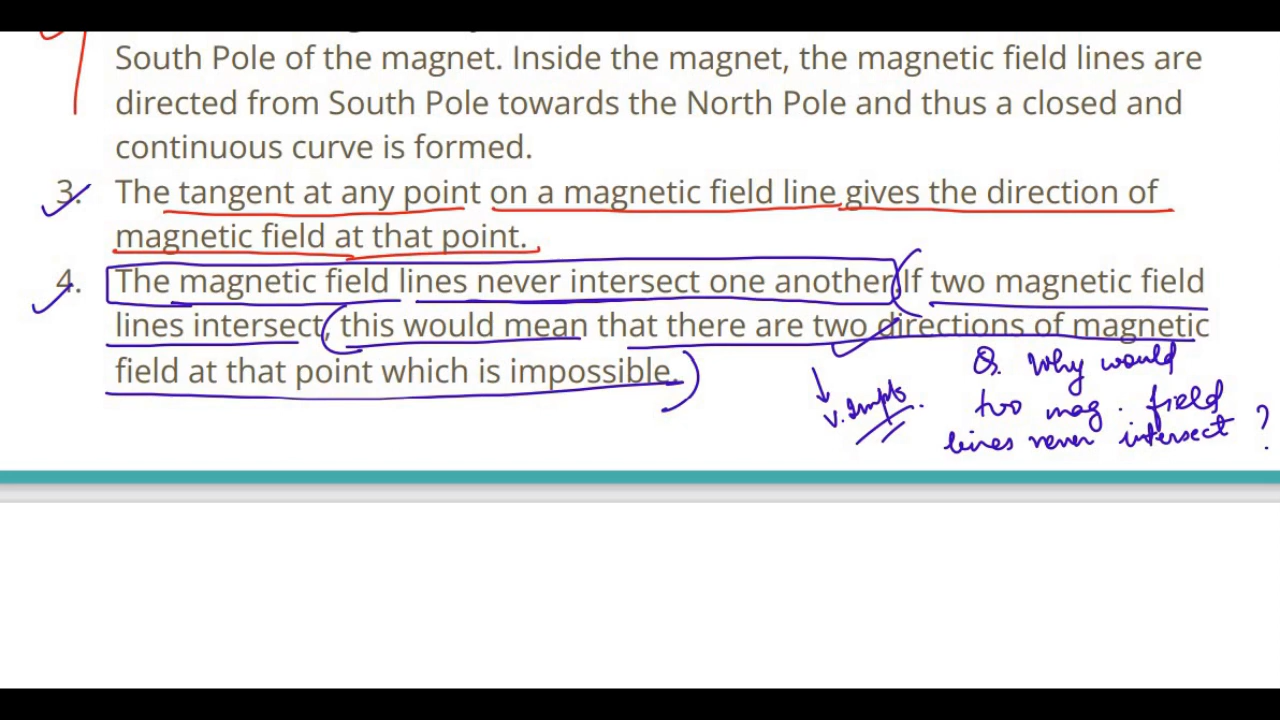 South Pole of the magnet. Inside the magnet, the magnetic field lines are
directed from South Pole towards the North Pole and thus a closed and
continuous curve is formed.
3. The tangent at any point on a magnetic field line gives the direction of
magnetic field at that point.
4. The magnetic field lines never intersect one another. If two magnetic field
lines intersect, this would mean that there are two directions of magnetic
field at that point which is impossible.
V. Impt.
Q. Why would
two mag. field
lines never intersect ?